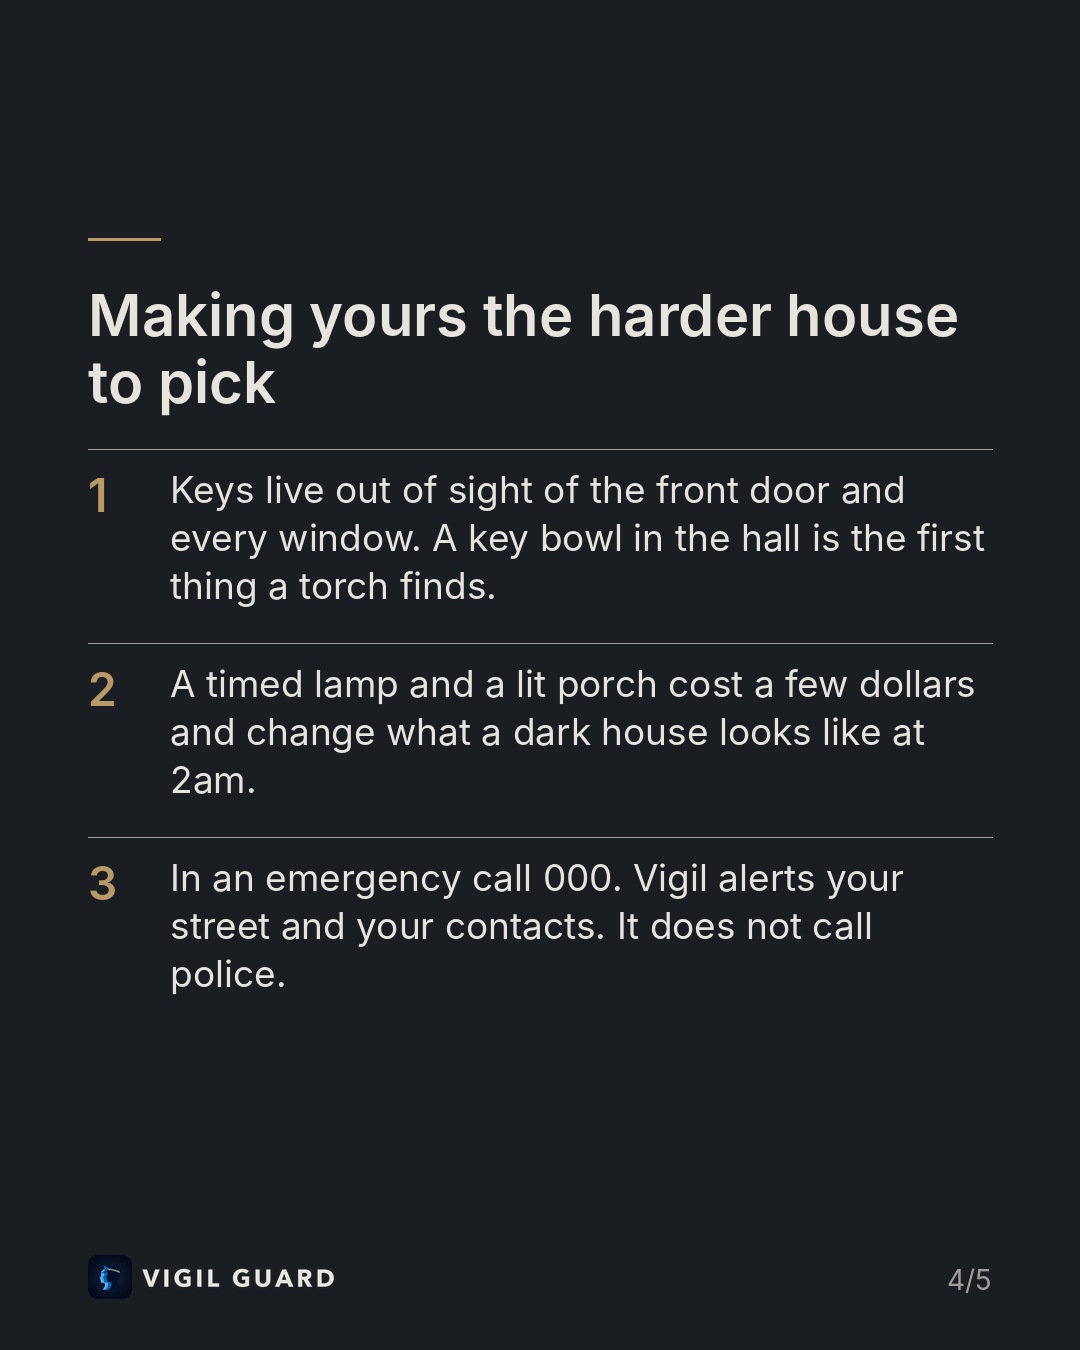 Making yours the harder house
to pick
1
Keys live out of sight of the front door and
every window. A key bowl in the hall is the first
thing a torch finds.
2
A timed lamp and a lit porch cost a few dollars
and change what a dark house looks like at
2am.
3
In an emergency call 000. Vigil alerts your
street and your contacts. It does not call
police.
VIGIL GUARD
4/5